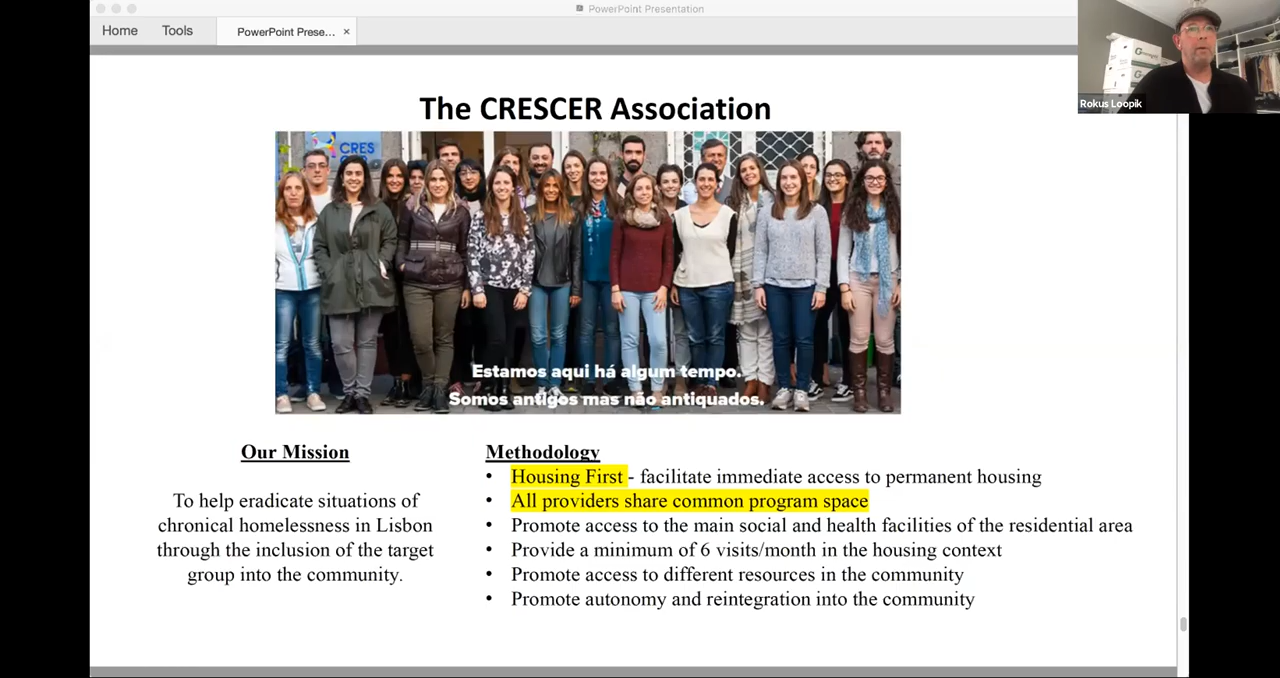 PowerPoint Presentation
Home
Tools
PowerPoint Prese... ×
Rokus Loopik
The CRESCER Association
CRES
Estamos aqui há algum tempo.
Somos antigos mas não antiquados.
Our Mission
To help eradicate situations of
chronical homelessness in Lisbon
through the inclusion of the target
group into the community.
Methodology
• Housing First - facilitate immediate access to permanent housing
• All providers share common program space
• Promote access to the main social and health facilities of the residential area
• Provide a minimum of 6 visits/month in the housing context
• Promote access to different resources in the community
• Promote autonomy and reintegration into the community